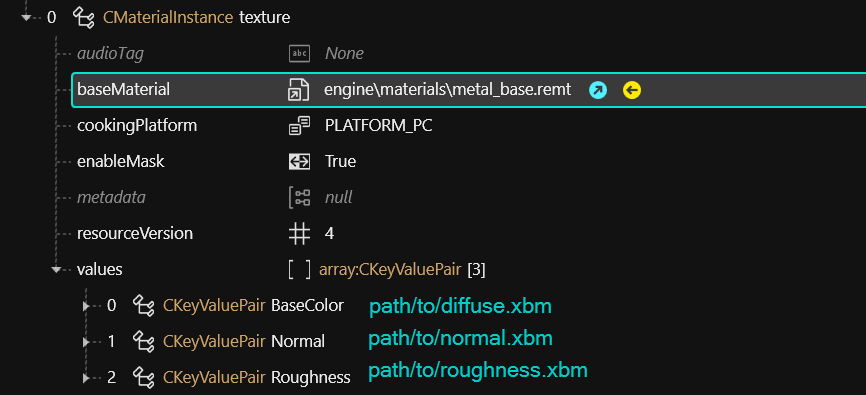 0 CMaterialInstance texture
audioTag abc None
baseMaterial engine\materials\metal_base.remt
cookingPlatform PLATFORM_PC
enableMask True
metadata null
resourceVersion # 4
values [ ] array:CKeyValuePair [3]
0 CKeyValuePair BaseColor path/to/diffuse.xbm
1 CKeyValuePair Normal path/to/normal.xbm
2 CKeyValuePair Roughness path/to/roughness.xbm